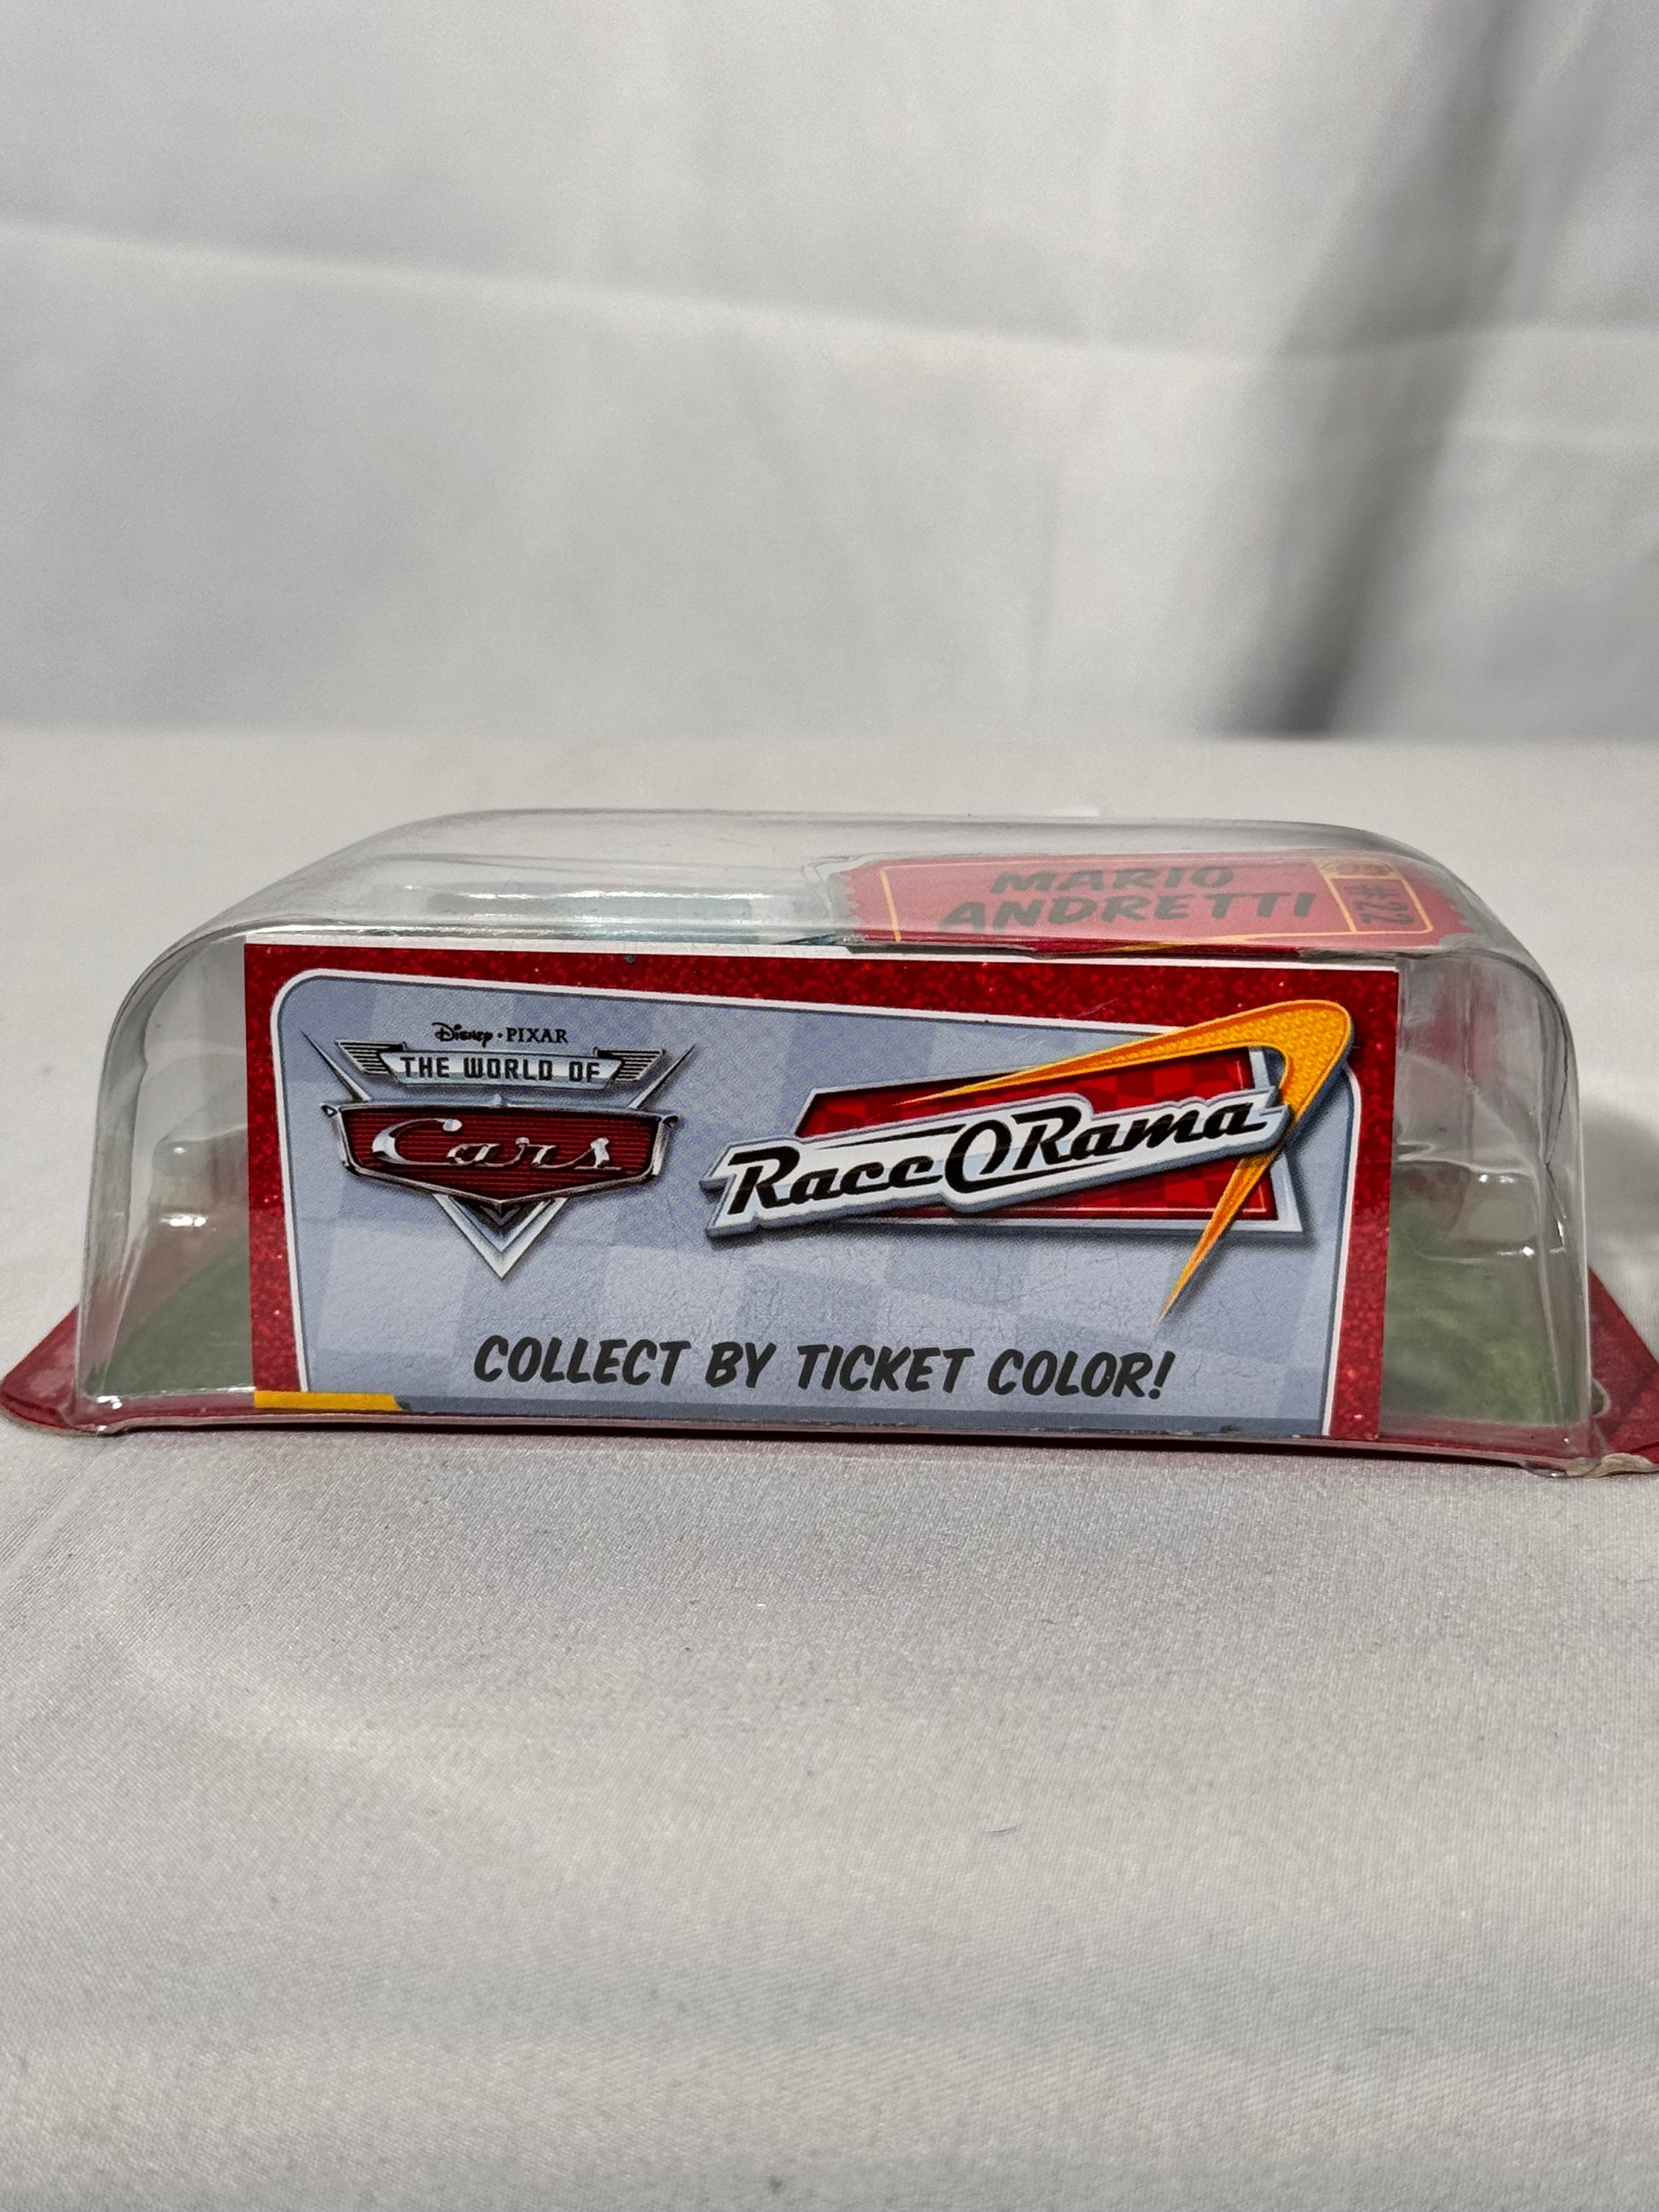 MARIO
ANDRETTI
#22
Disney · PIXAR
THE WORLD OF
Cars
RaceORama
COLLECT BY TICKET COLOR!